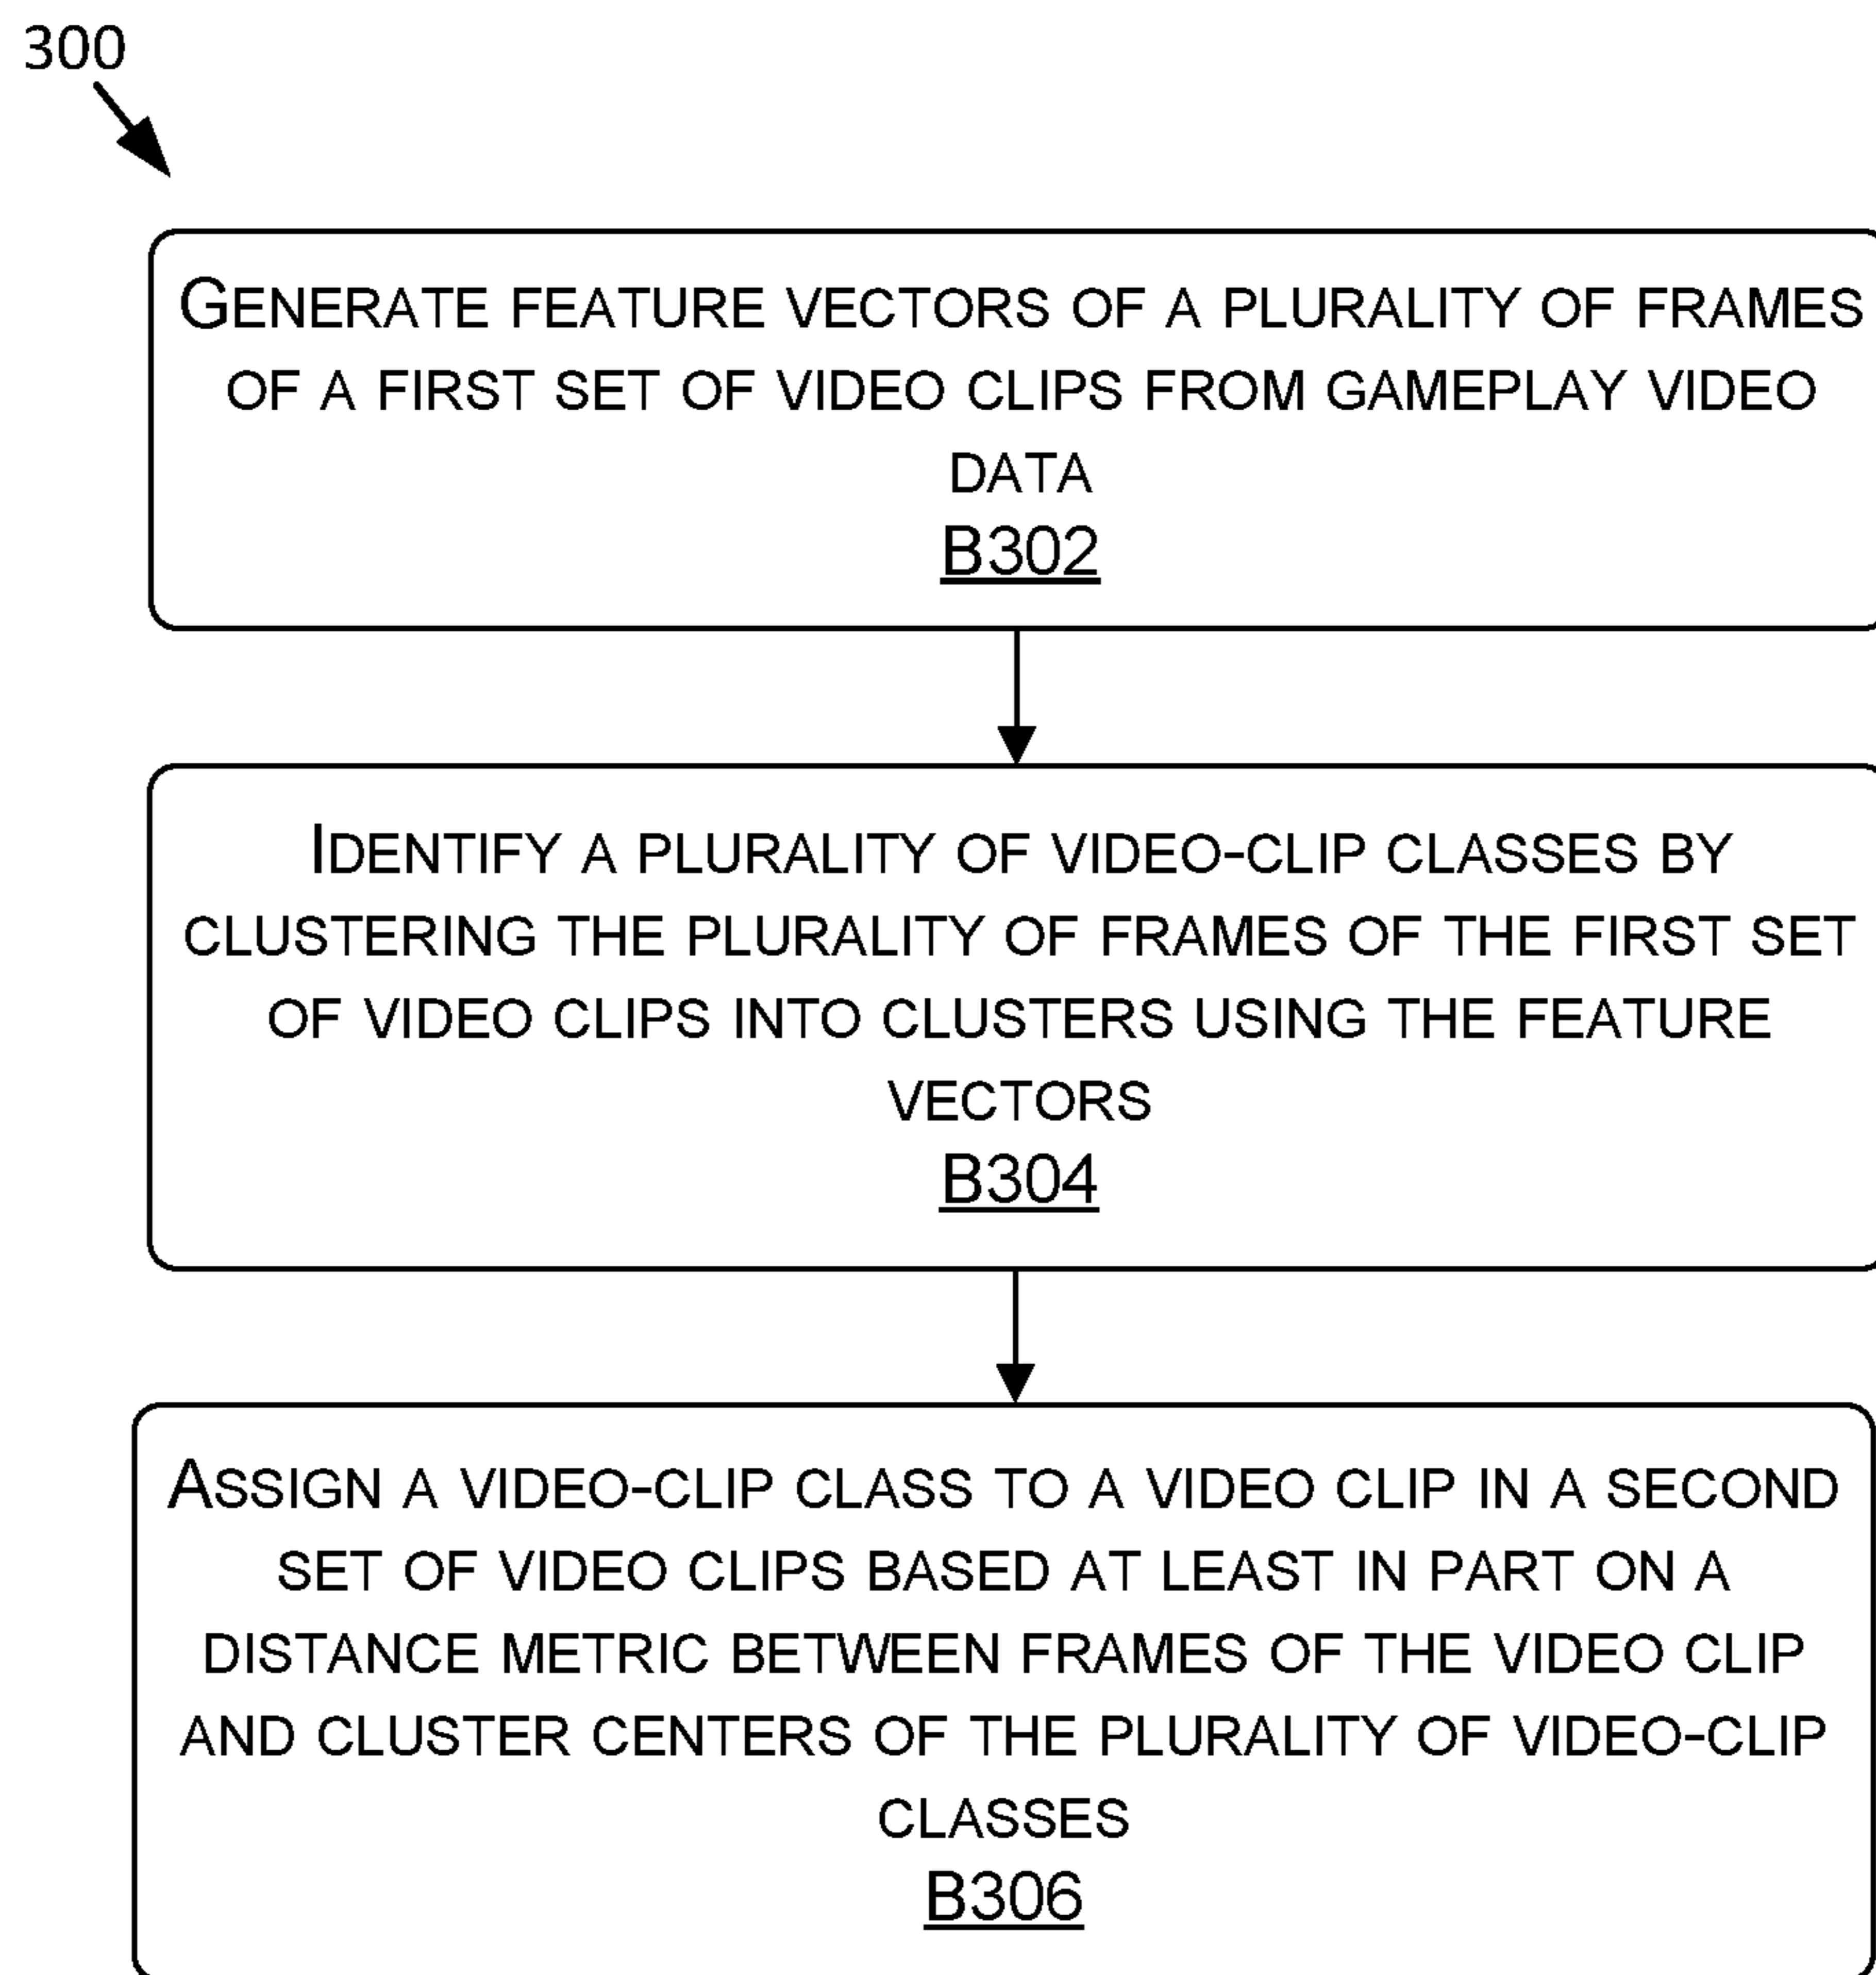 300
GENERATE FEATURE VECTORS OF A PLURALITY OF FRAMES
OF A FIRST SET OF VIDEO CLIPS FROM GAMEPLAY VIDEO
DATA
B302
IDENTIFY A PLURALITY OF VIDEO-CLIP CLASSES BY
CLUSTERING THE PLURALITY OF FRAMES OF THE FIRST SET
OF VIDEO CLIPS INTO CLUSTERS USING THE FEATURE
VECTORS
B304
ASSIGN A VIDEO-CLIP CLASS TO A VIDEO CLIP IN A SECOND
SET OF VIDEO CLIPS BASED AT LEAST IN PART ON A
DISTANCE METRIC BETWEEN FRAMES OF THE VIDEO CLIP
AND CLUSTER CENTERS OF THE PLURALITY OF VIDEO-CLIP
CLASSES
B306